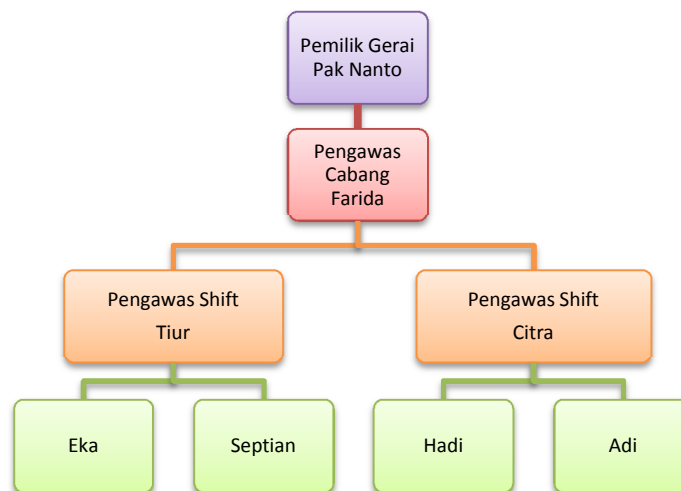 Pemilik Gerai
Pak Nanto
Pengawas
Cabang
Farida
Pengawas Shift
Tiur
Pengawas Shift
Citra
Eka
Septian
Hadi
Adi